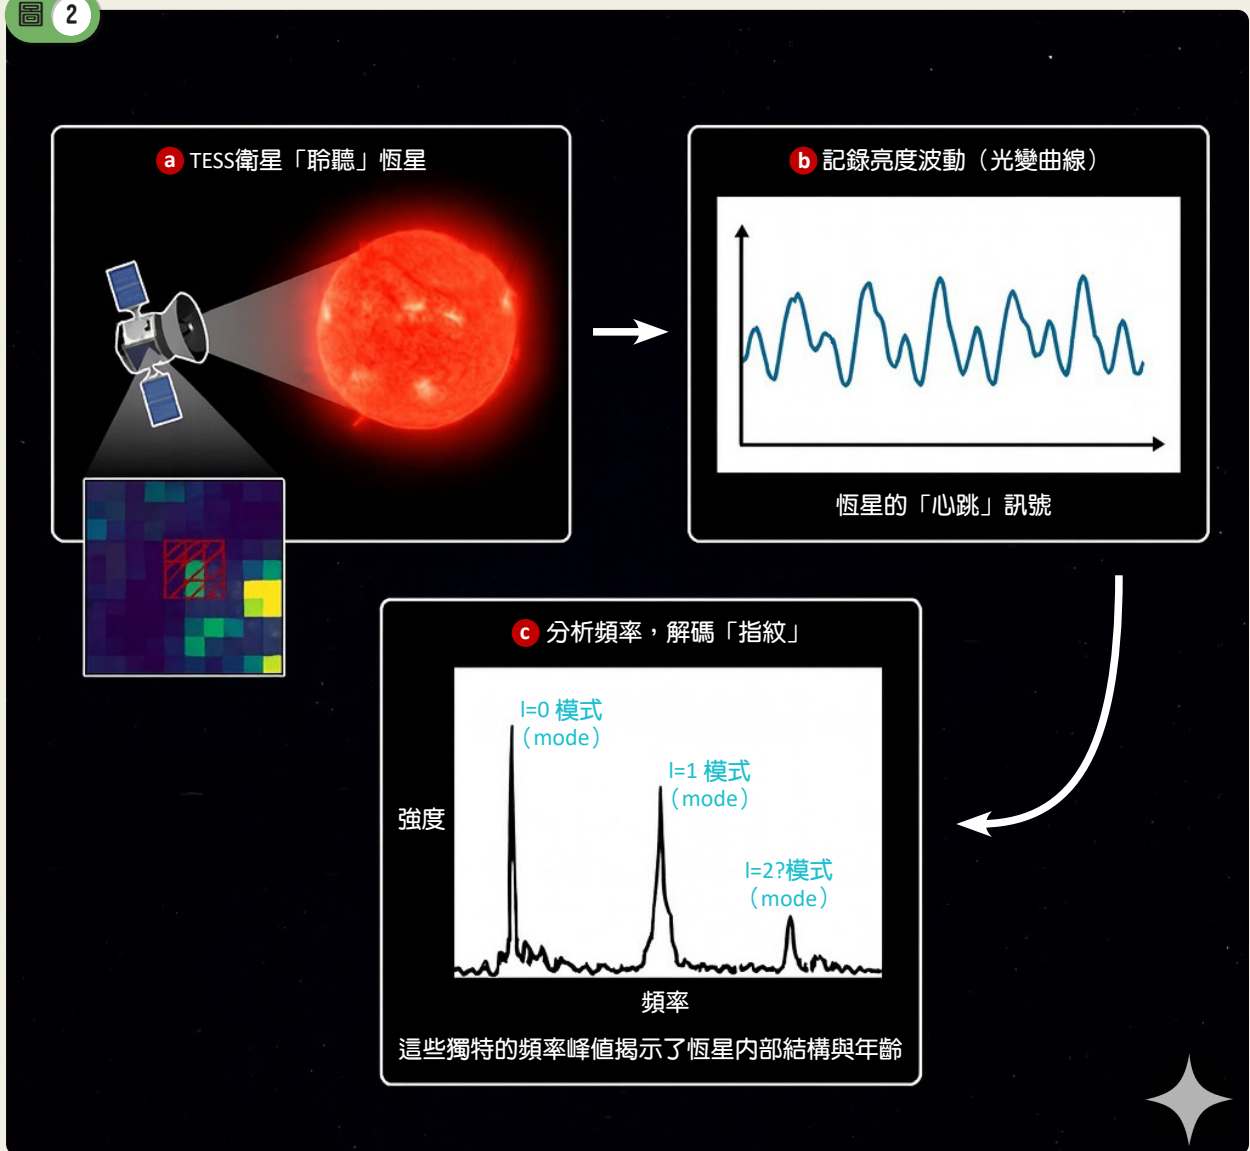 圖 2
a TESS衛星「聆聽」恆星
b 記錄亮度波動（光變曲線）
恆星的「心跳」訊號
c 分析頻率，解碼「指紋」
l=0 模式
（mode）
l=1 模式
（mode）
l=2?模式
（mode）
強度
頻率
這些獨特的頻率峰值揭示了恆星內部結構與年齡